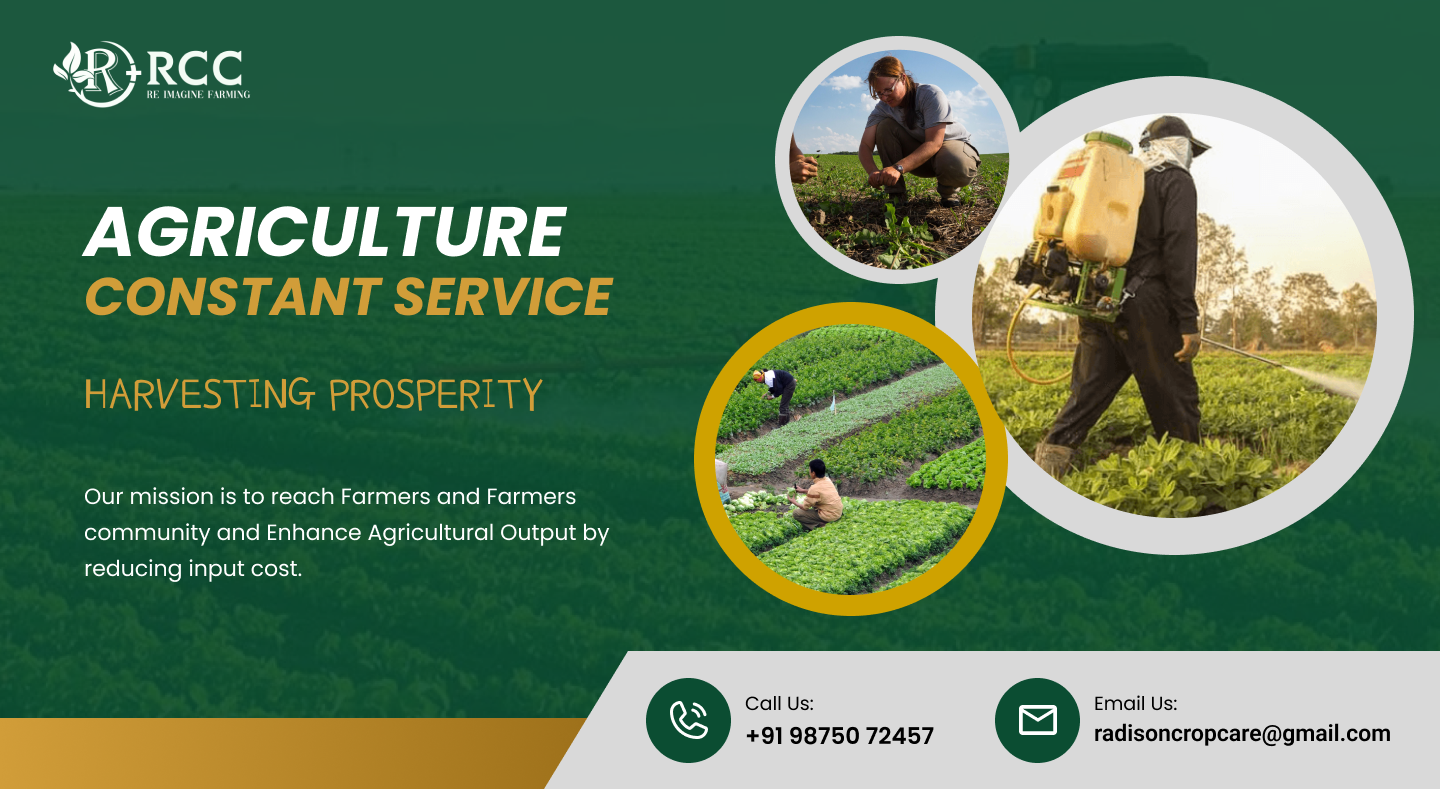 R+RCC
RE IMAGINE FARMING
AGRICULTURE
CONSTANT SERVICE
HARVESTING PROSPERITY
Our mission is to reach Farmers and Farmers
community and Enhance Agricultural Output by
reducing input cost.
Call Us:
+91 98750 72457
Email Us:
radisoncropcare@gmail.com